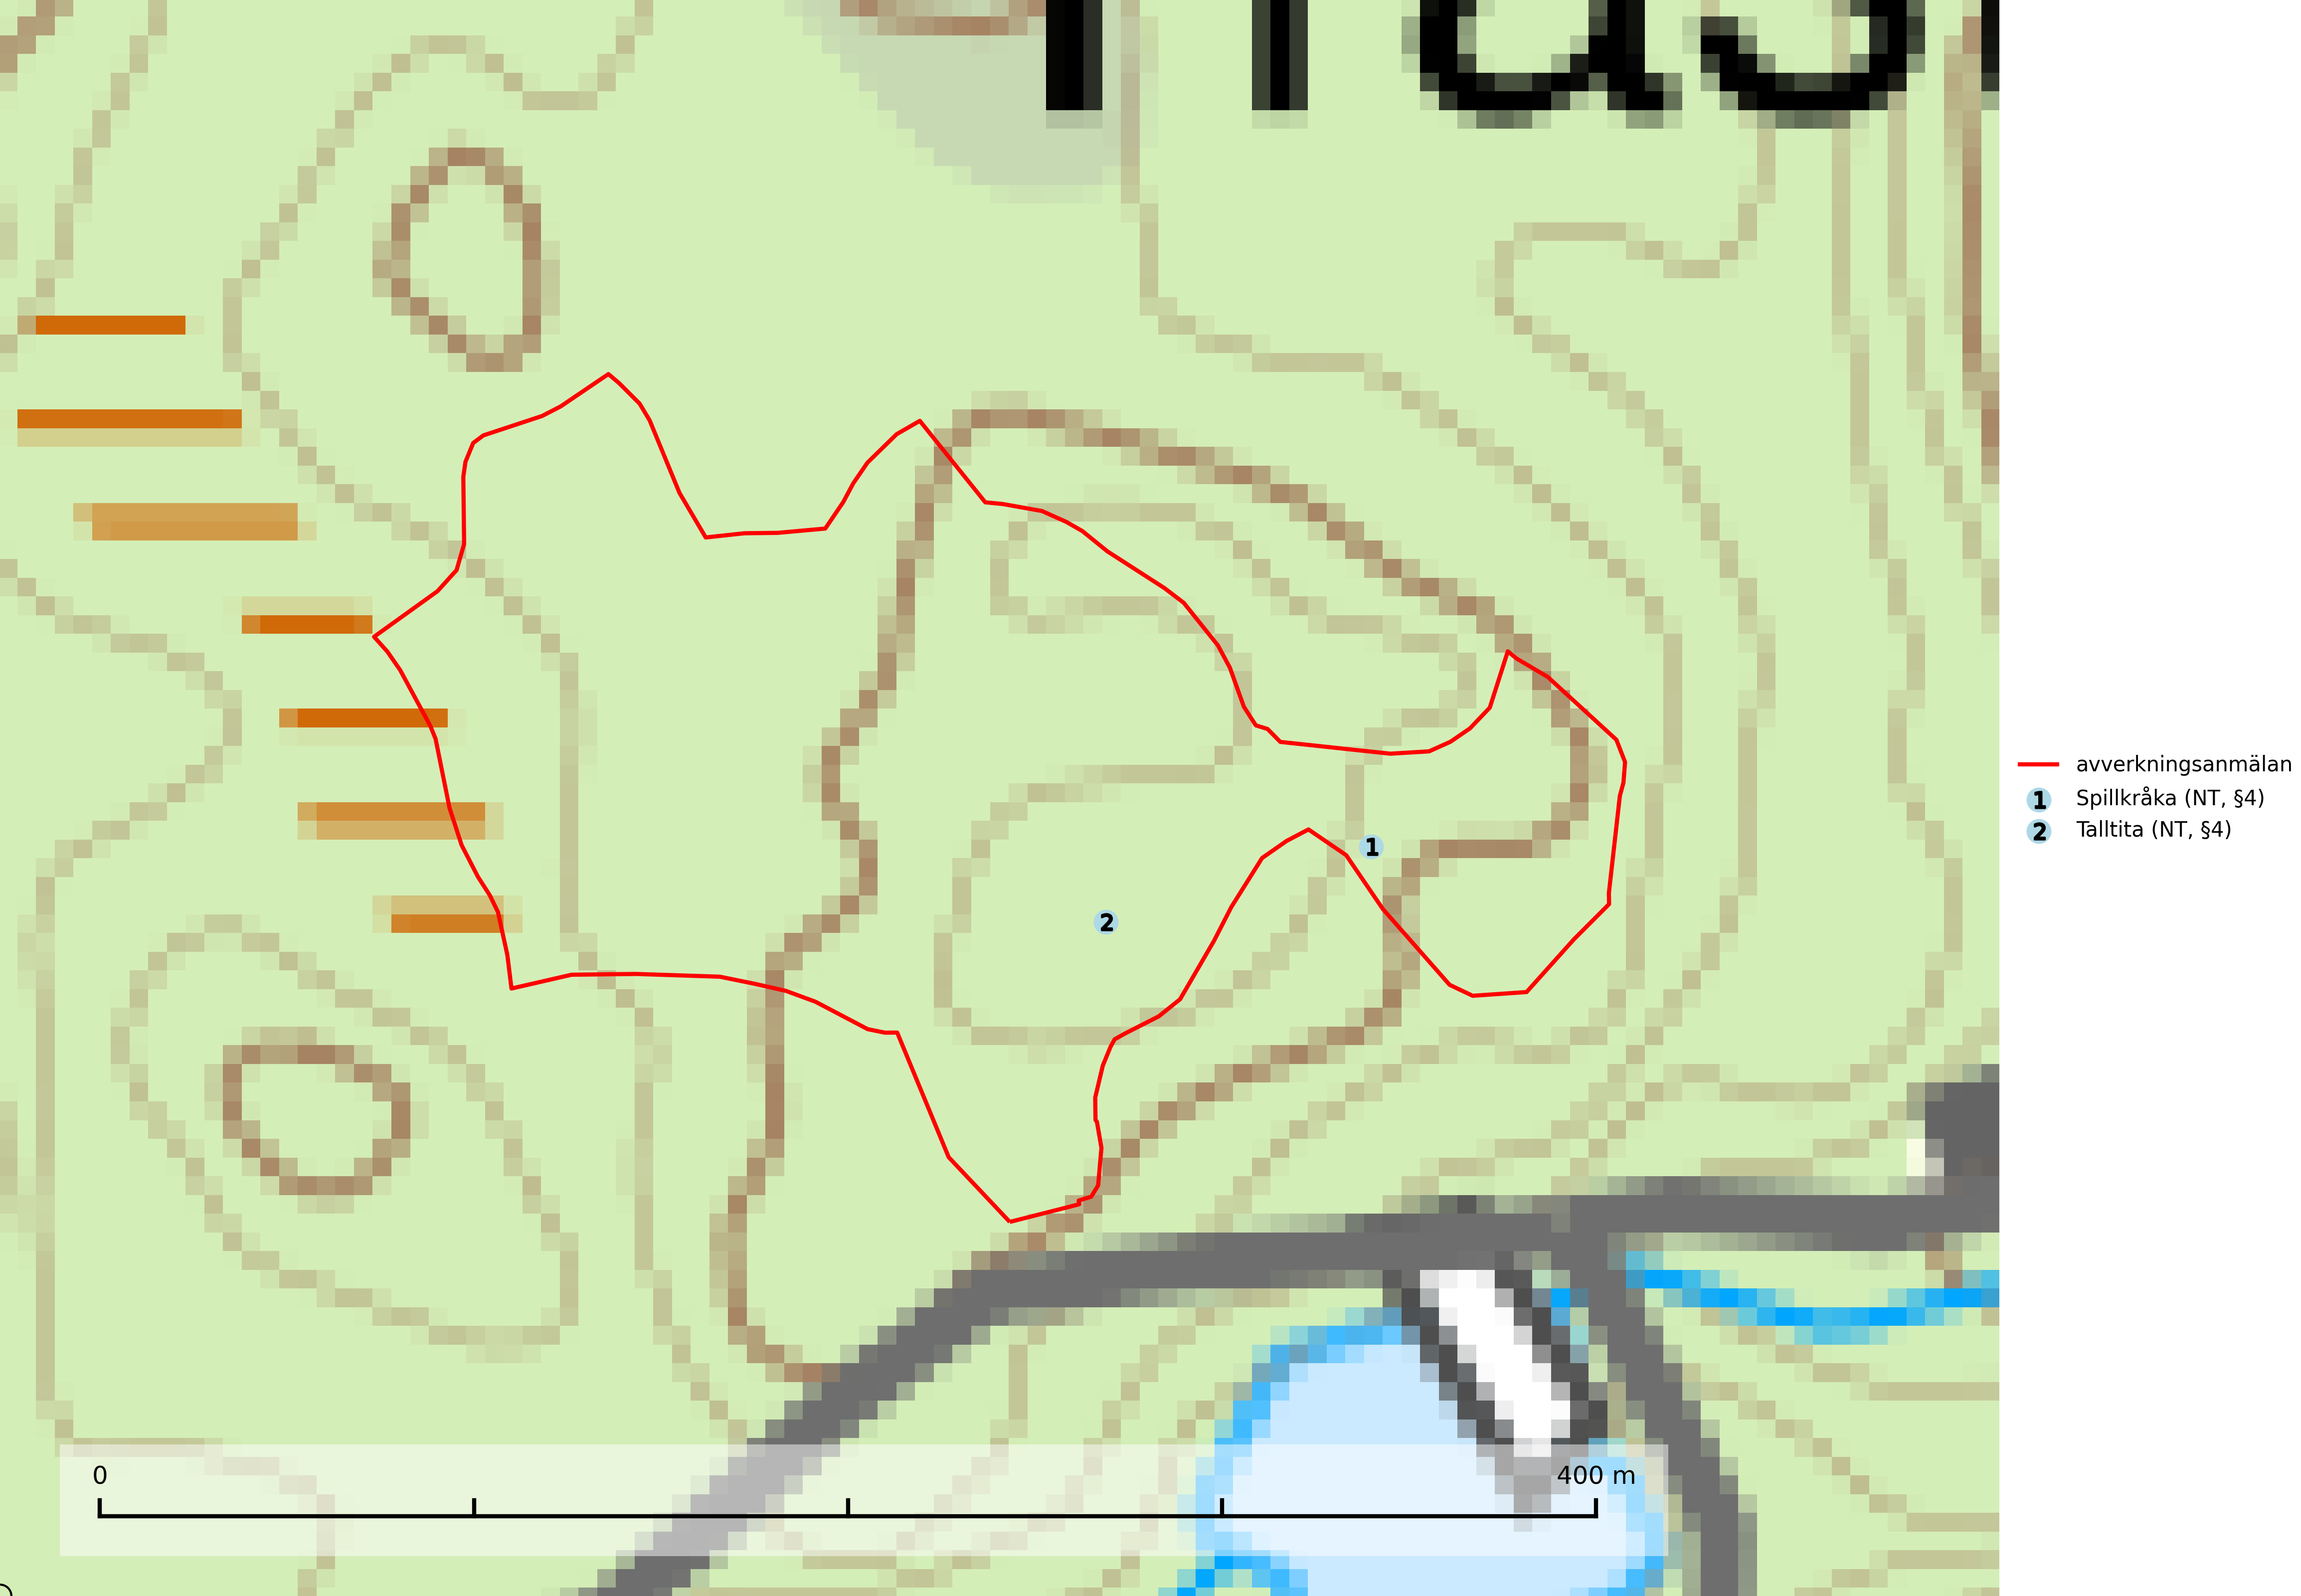 avverkningsanmälan
1 Spillkråka (NT, §4)
2 Talltita (NT, §4)
1
2
0 400 m